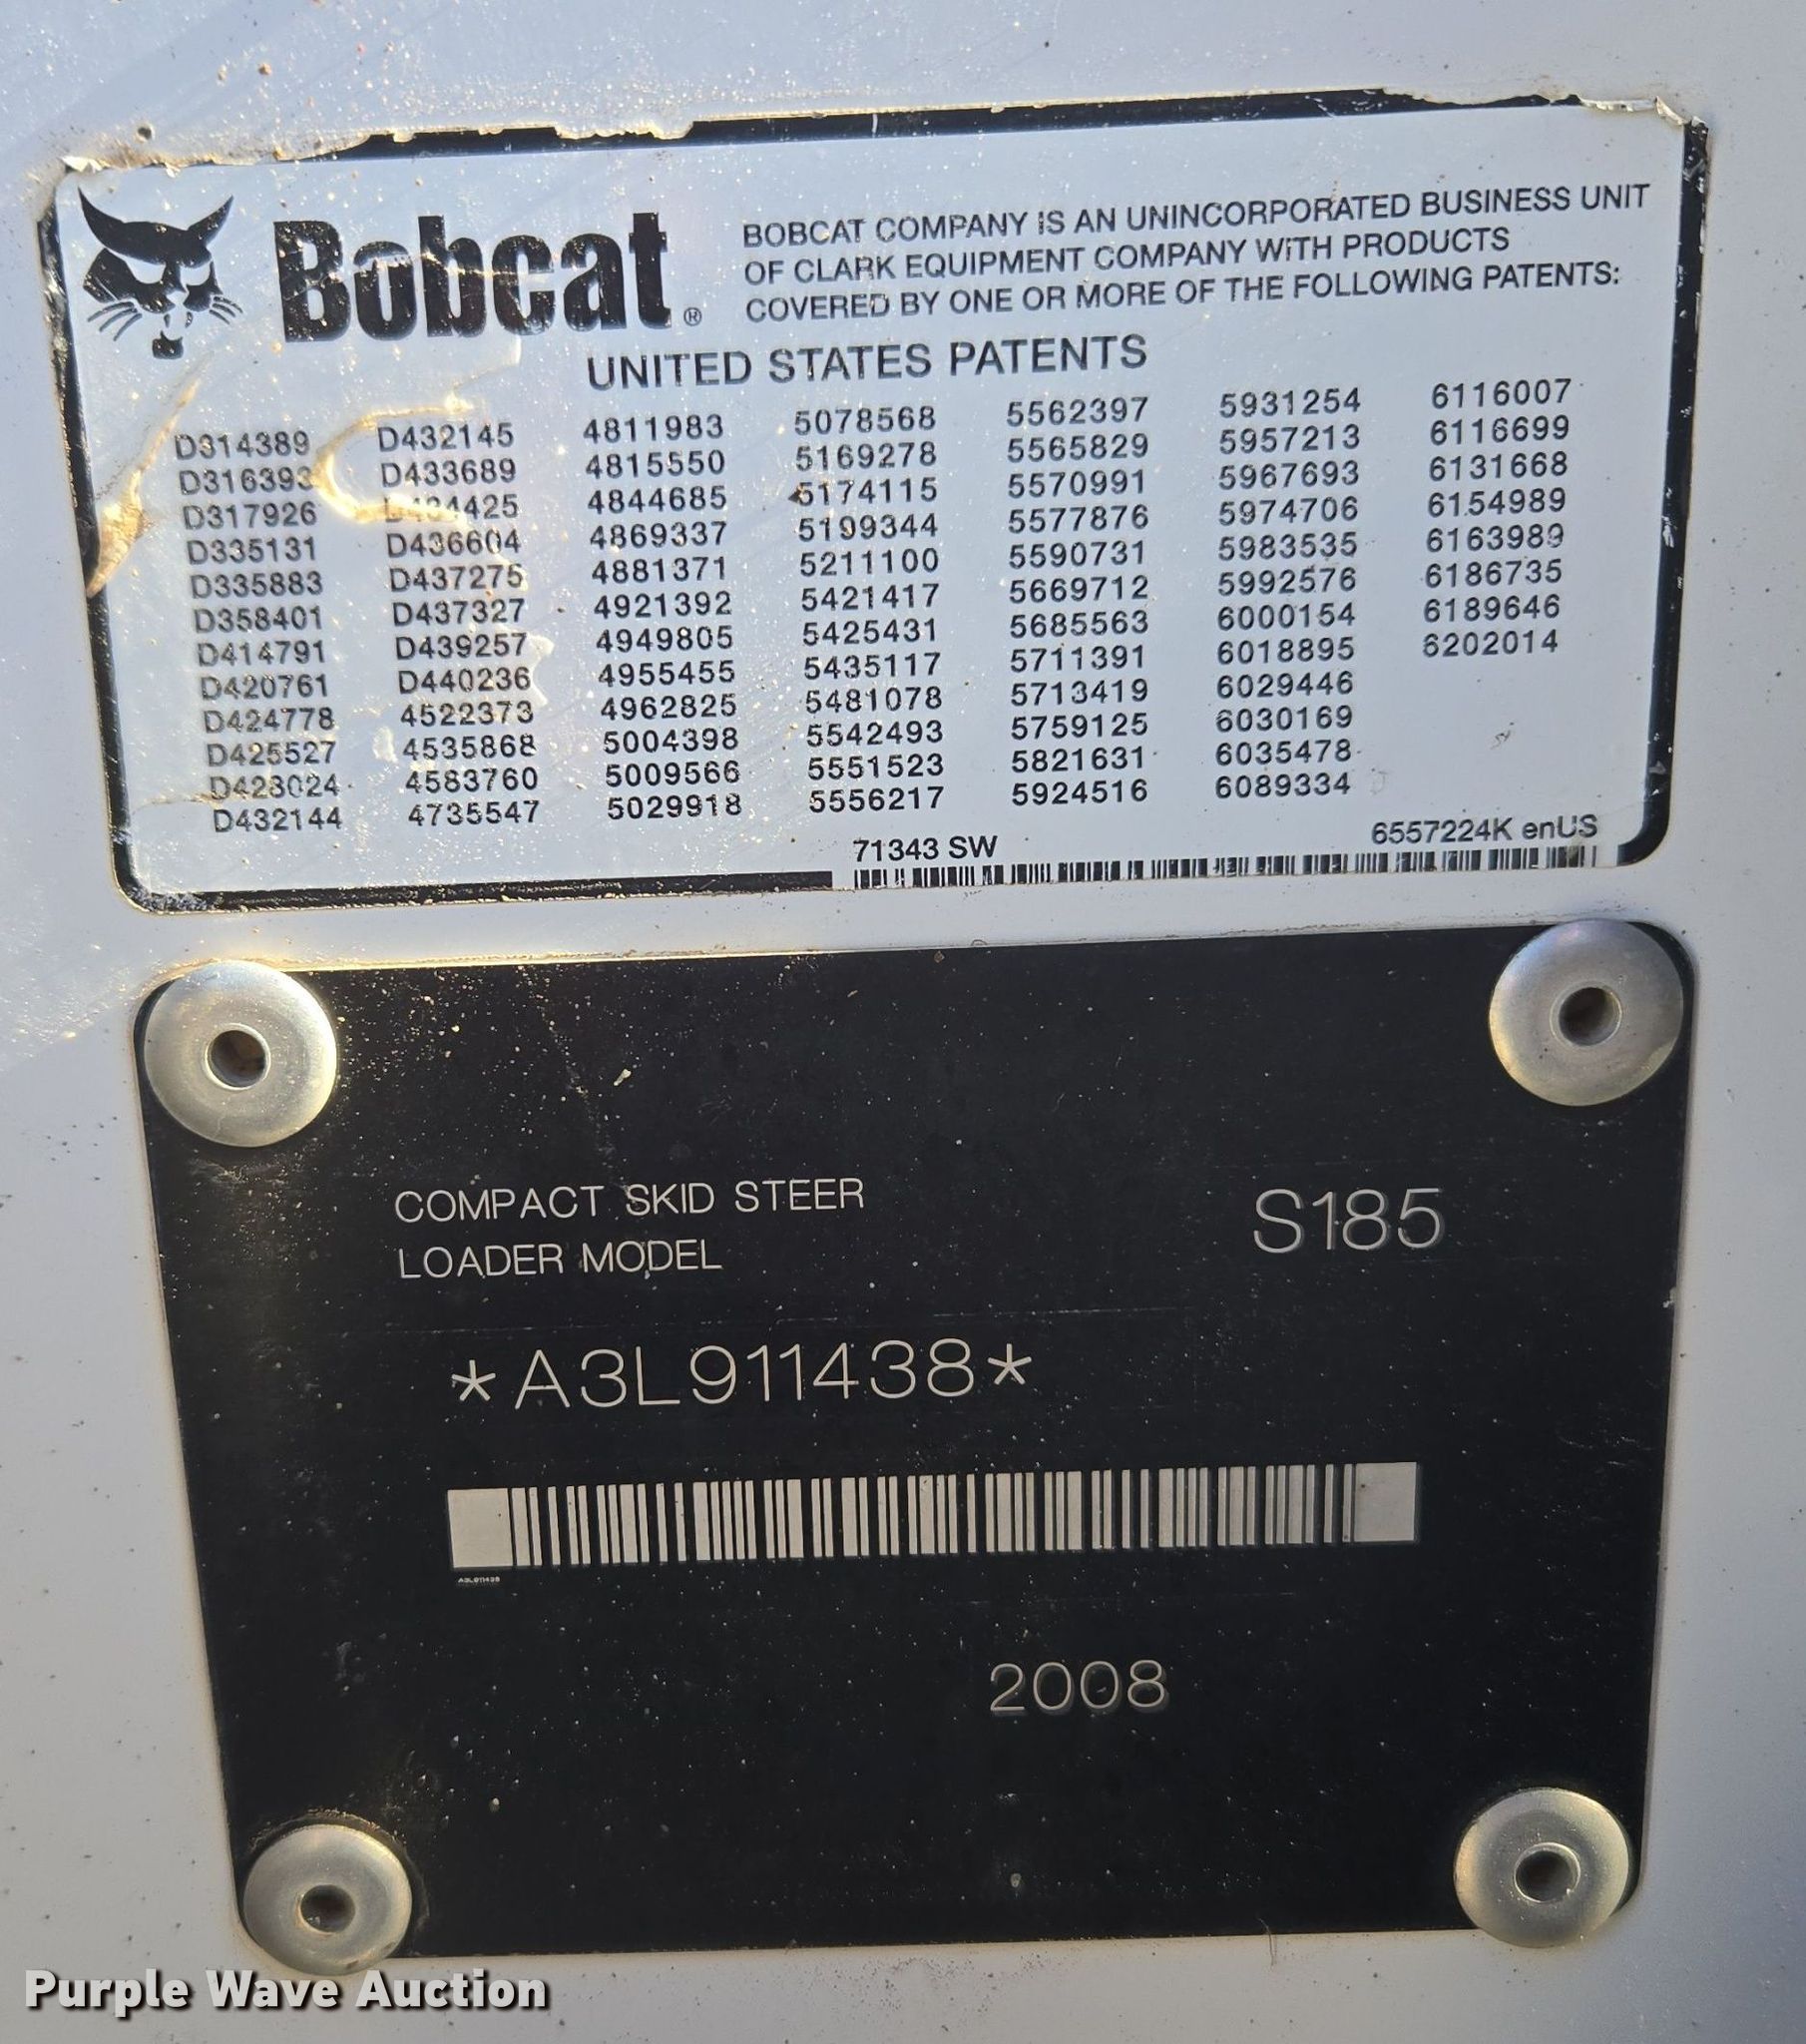 Bobcat®
BOBCAT COMPANY IS AN UNINCORPORATED BUSINESS UNIT
OF CLARK EQUIPMENT COMPANY WITH PRODUCTS
COVERED BY ONE OR MORE OF THE FOLLOWING PATENTS:
UNITED STATES PATENTS
D314389 D432145 4811983 5078568 5562397 5931254 6116007
D316393 D433689 4815550 5169278 5565829 5957213 6116699
D317926 4844685 5174115 5570991 5967693 6131668
D335131 D436604 4869337 5199344 5577876 5974706 6154989
D335883 D437275 4881371 5211100 5590731 5983535 6163989
D358401 D437327 4921392 5421417 5669712 5992576 6186735
D414791 D439257 4949805 5425431 5685563 6000154 6189646
D420761 D440236 4955455 5435117 5711391 6018895 6202014
D424778 4522373 4962825 5481078 5713419 6029446
D425527 4535868 5004398 5542493 5759125 6030169
D428024 4583760 5009566 5551523 5821631 6035478
D432144 4735547 5029918 5556217 5924516 6089334
71343 SW
6557224K enUS
COMPACT SKID STEER
LOADER MODEL
S185
*A3L911438*
A3L911438
2008
Purple Wave Auction